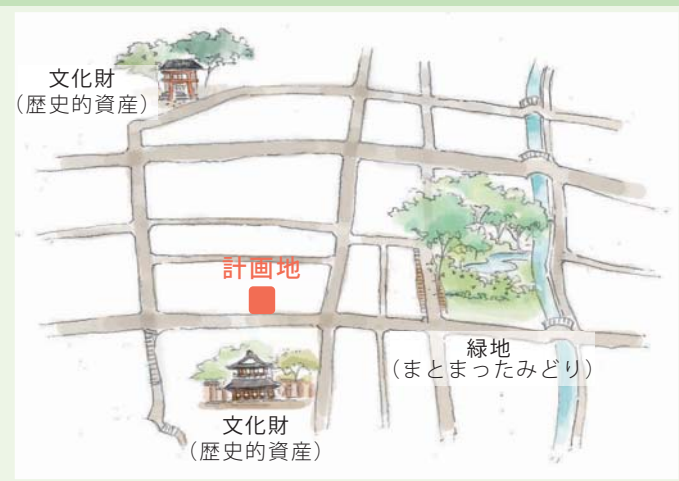 文化財
（歴史的資産）
計画地
緑地
（まとまったみどり）
文化財
（歴史的資産）